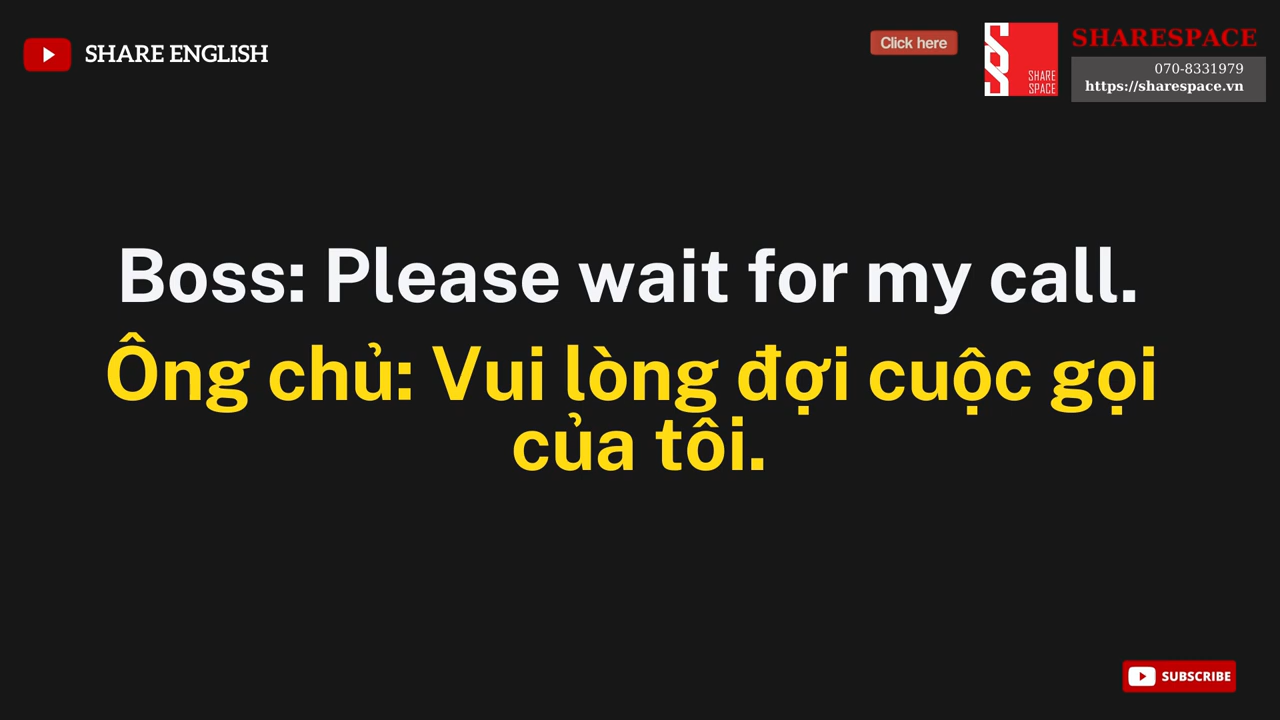 SHARE ENGLISH
Click here
SHARE
SPACE
SHARESPACE
070-8331979
https://sharespace.vn
Boss: Please wait for my call.
Ông chủ: Vui lòng đợi cuộc gọi
của tôi.
SUBSCRIBE